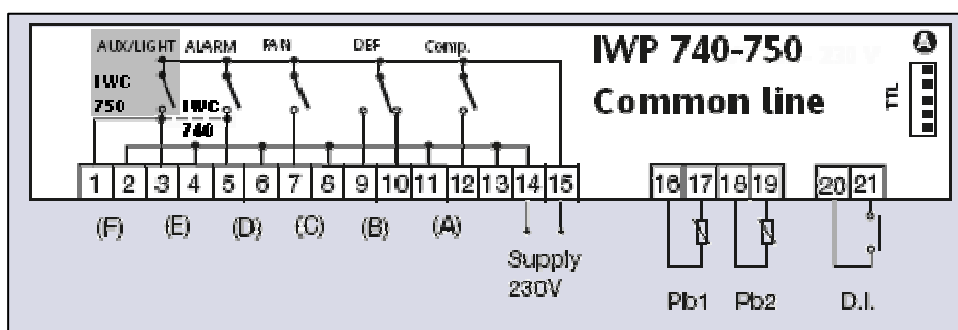 AUX/LIGHT ALARM FAN DEF Comp.
IWP 740-750
Common line
A
TTL
IWC
750
IWC
740
1 2 3 4 5 6 7 8 9 10 11 12 13 14 15 16 17 18 19 20 21
(F) (E) (D) (C) (B) (A)
Supply
230V
Pb1 Pb2 D.I.